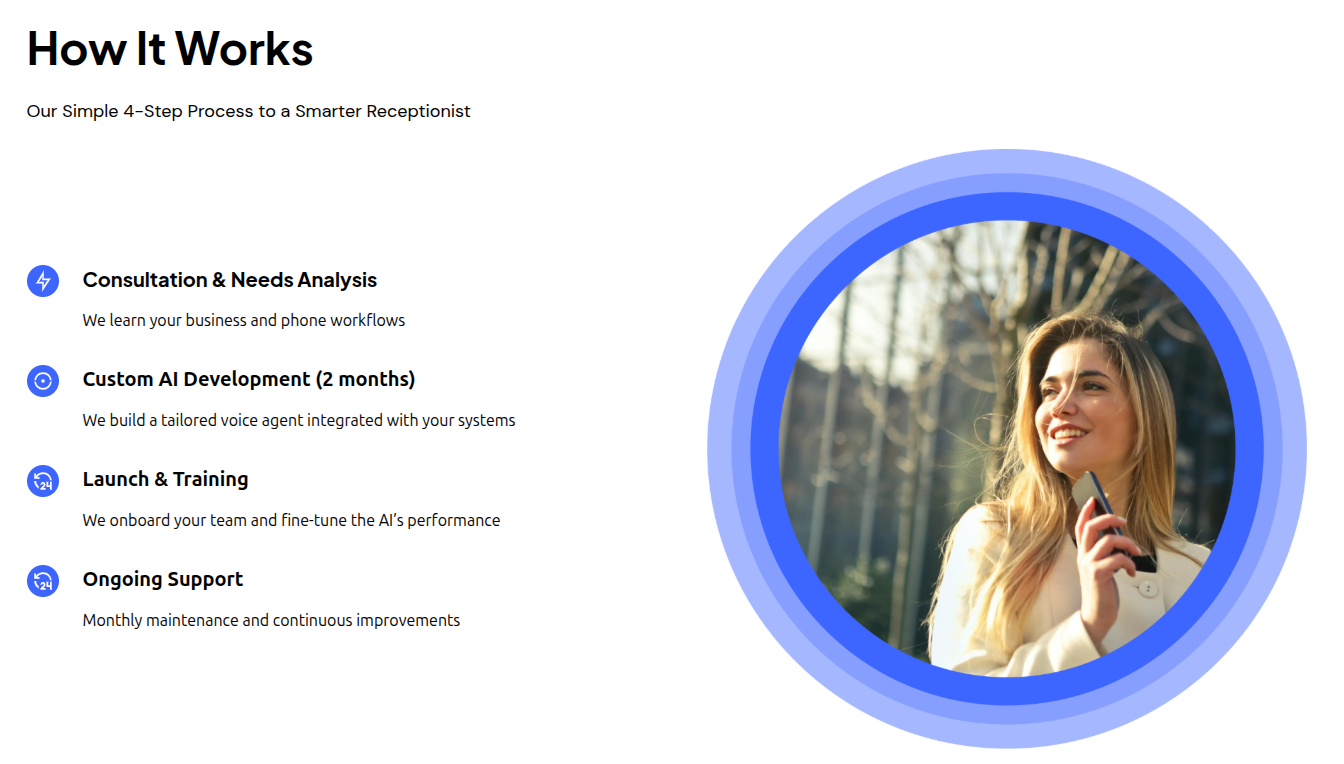 How It Works
Our Simple 4-Step Process to a Smarter Receptionist
Consultation & Needs Analysis
We learn your business and phone workflows
Custom AI Development (2 months)
We build a tailored voice agent integrated with your systems
24
Launch & Training
We onboard your team and fine-tune the AI’s performance
24
Ongoing Support
Monthly maintenance and continuous improvements